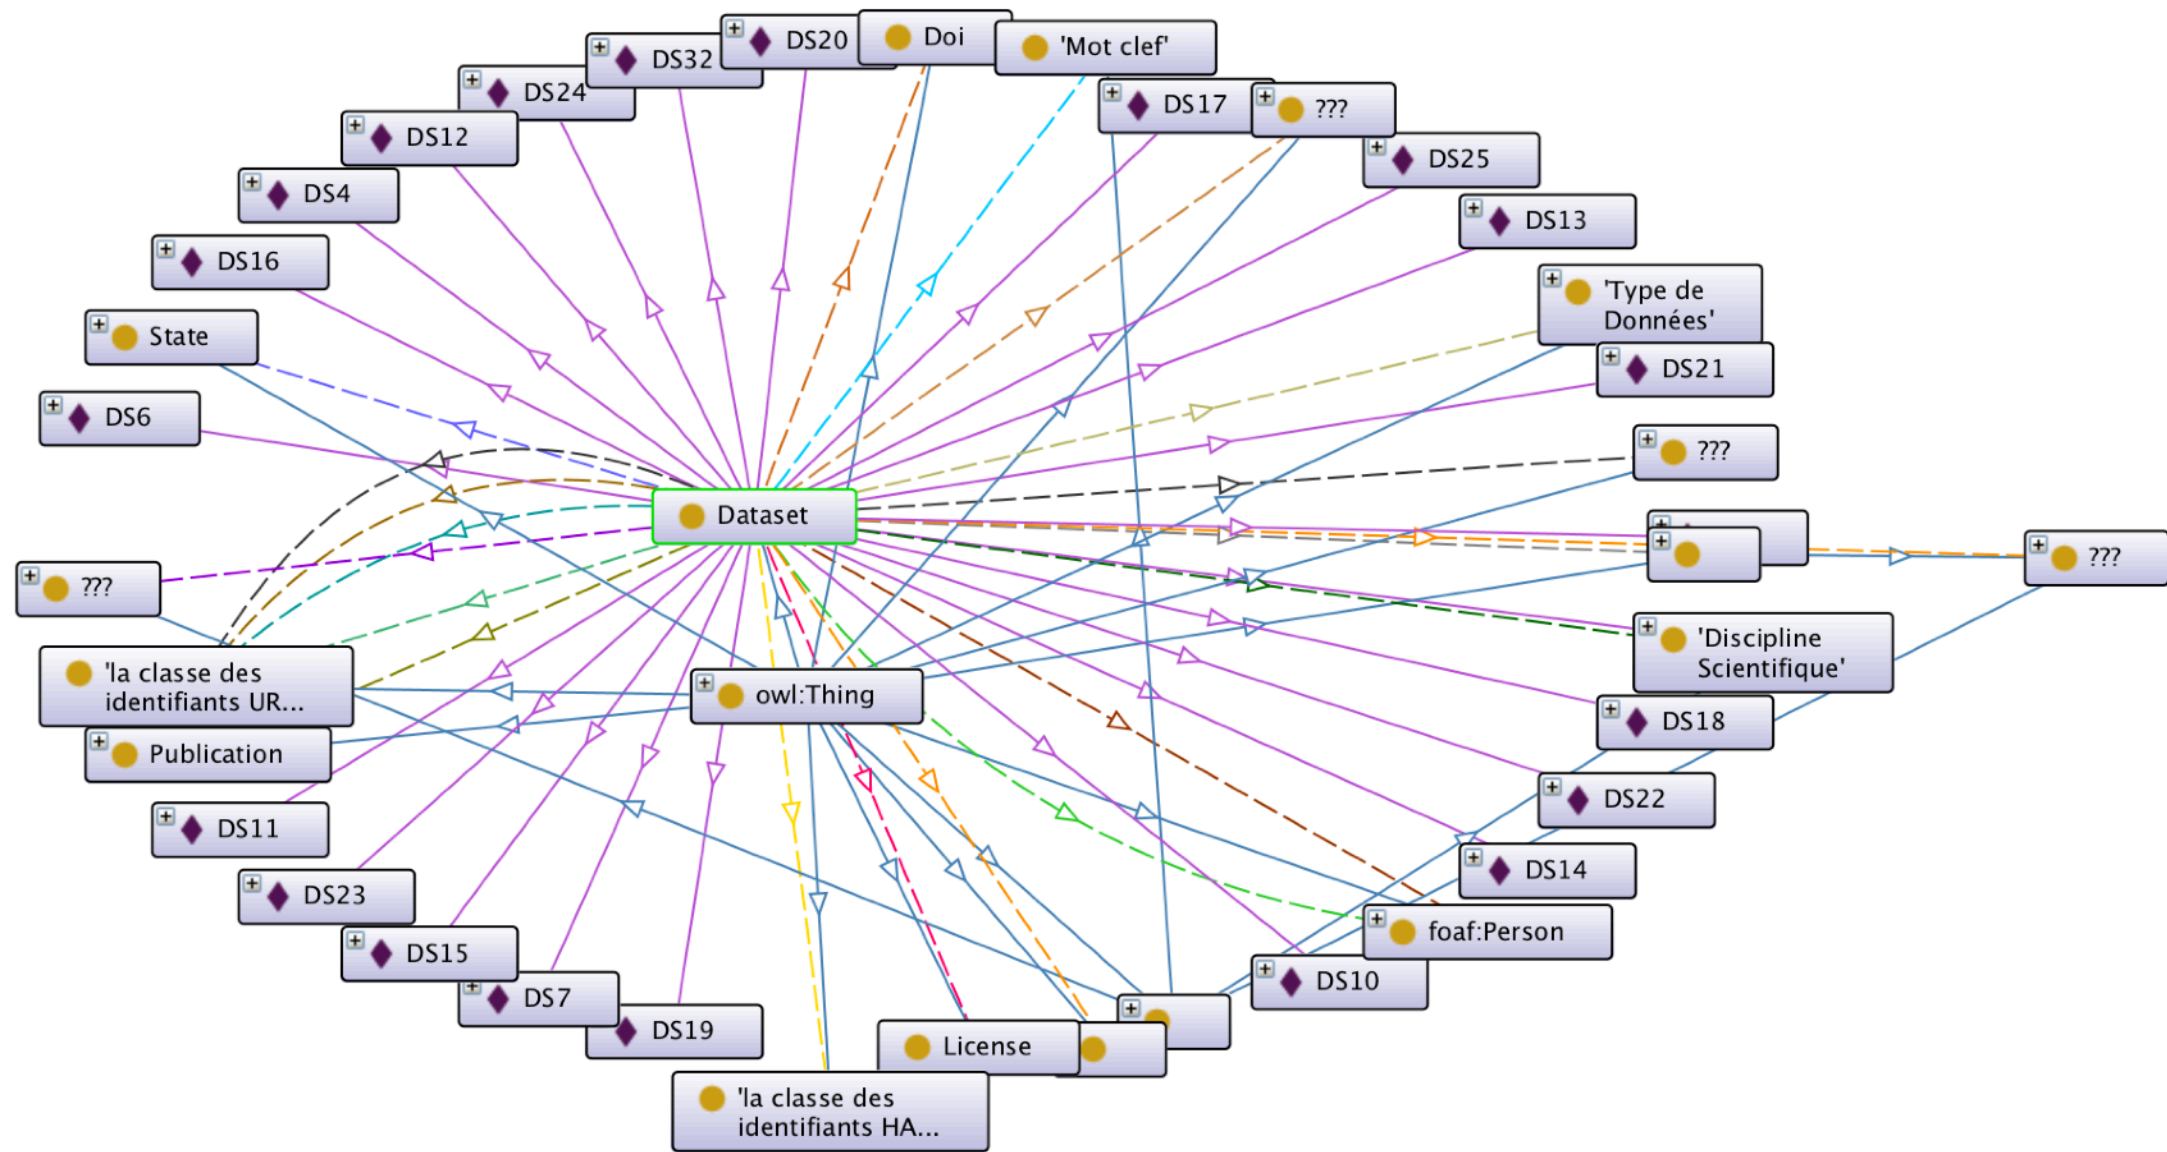 DS20
Doi
'Mot clef'
DS32
DS24
DS17
???
DS12
DS25
DS4
DS13
DS16
'Type de
Données'
State
DS21
DS6
???
Dataset
???
???
'Discipline
Scientifique'
'la classe des
identifiants UR...
owl:Thing
DS18
Publication
DS22
DS11
DS14
DS23
foaf:Person
DS15
DS10
DS7
DS19
License
'la classe des
identifiants HA...